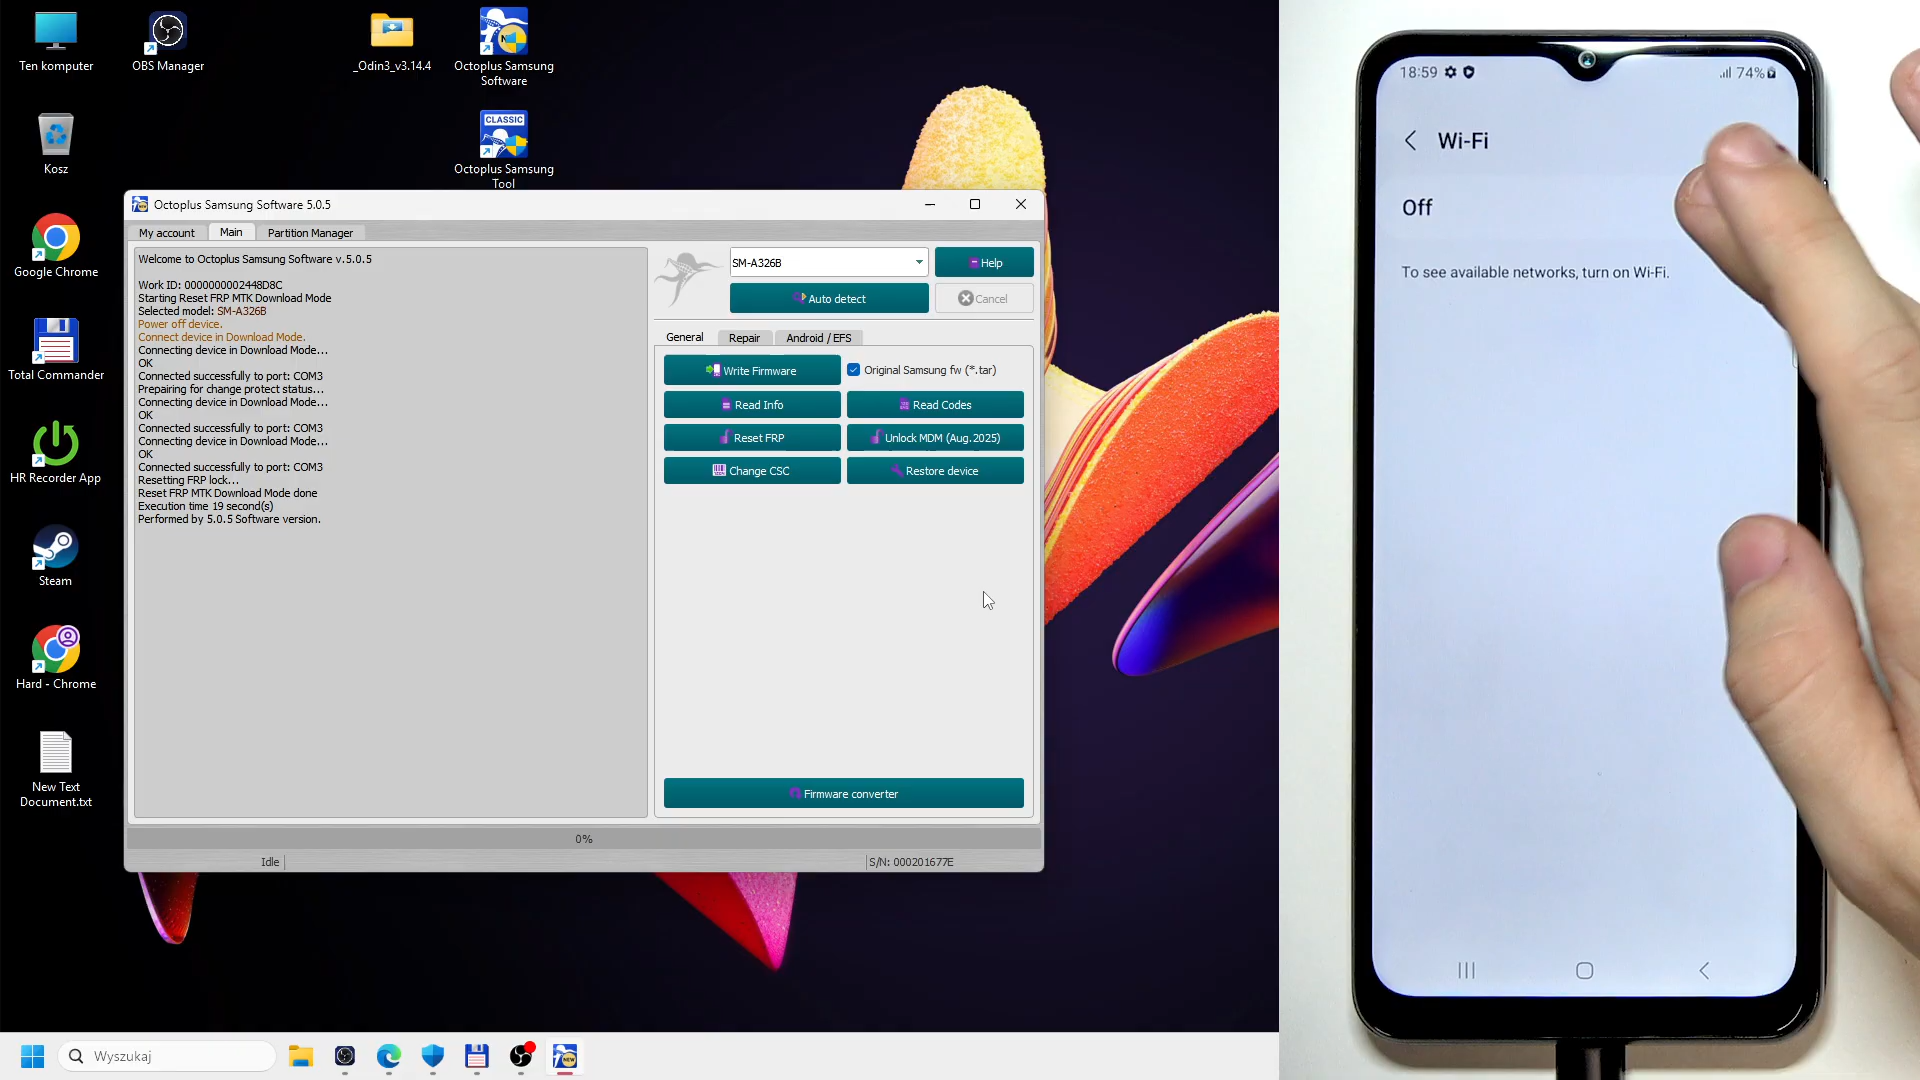 Ten komputer
OBS Manager
_Odin3_v3.14.4
Octoplus Samsung
Software
CLASSIC
Octoplus Samsung
Tool
Kosz
Google Chrome
Total Commander
HR Recorder App
Steam
Hard - Chrome
New Text
Document.txt
Octoplus Samsung Software 5.0.5
My account
Main
Partition Manager
Welcome to Octoplus Samsung Software v.5.0.5
Work ID: 0000000002448D8C
Starting Reset FRP MTK Download Mode
Selected model: SM-A326B
Power off device.
Connect device in Download Mode.
Connecting device in Download Mode...
OK
Connected successfully to port: COM3
Prepairing for change protect status...
Connecting device in Download Mode...
OK
Connected successfully to port: COM3
Connecting device in Download Mode...
OK
Connected successfully to port: COM3
Resetting FRP lock...
Reset FRP MTK Download Mode done
Execution time 19 second(s)
Performed by 5.0.5 Software version.
SM-A326B
Help
Auto detect
Cancel
General
Repair
Android / EFS
Write Firmware
Original Samsung fw (*.tar)
Read Info
Read Codes
Reset FRP
Unlock MDM (Aug.2025)
Change CSC
Restore device
Firmware converter
0%
Idle
S/N: 000201677E
Wyszukaj
NEW
18:59
74%
Wi-Fi
Off
To see available networks, turn on Wi-Fi.